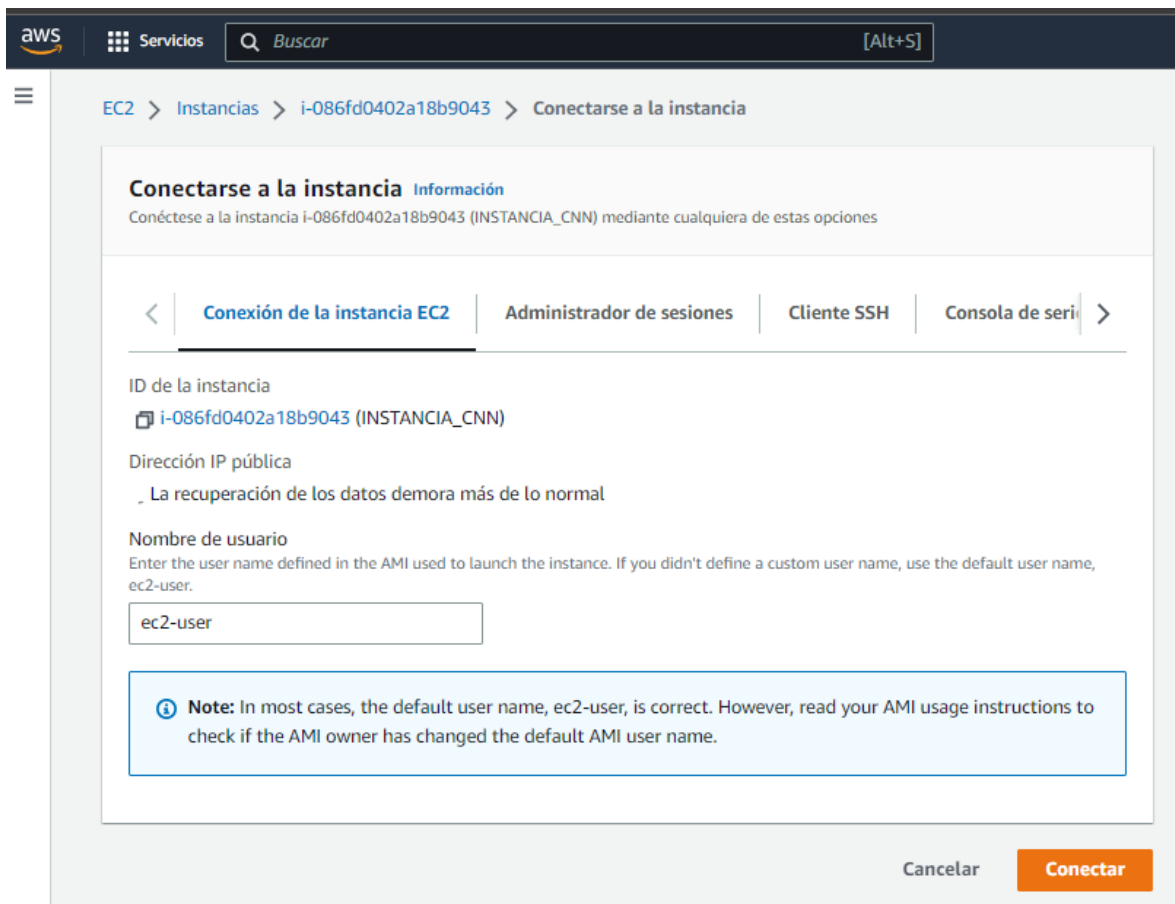 aws Servicios Buscar [Alt+S]
EC2 > Instancias > i-086fd0402a18b9043 > Conectarse a la instancia
Conectarse a la instancia Información
Conéctese a la instancia i-086fd0402a18b9043 (INSTANCIA_CNN) mediante cualquiera de estas opciones
Conexión de la instancia EC2 Administrador de sesiones Cliente SSH Consola de seri
ID de la instancia
i-086fd0402a18b9043 (INSTANCIA_CNN)
Dirección IP pública
La recuperación de los datos demora más de lo normal
Nombre de usuario
Enter the user name defined in the AMI used to launch the instance. If you didn't define a custom user name, use the default user name,
ec2-user.
ec2-user
Note: In most cases, the default user name, ec2-user, is correct. However, read your AMI usage instructions to
check if the AMI owner has changed the default AMI user name.
Cancelar Conectar